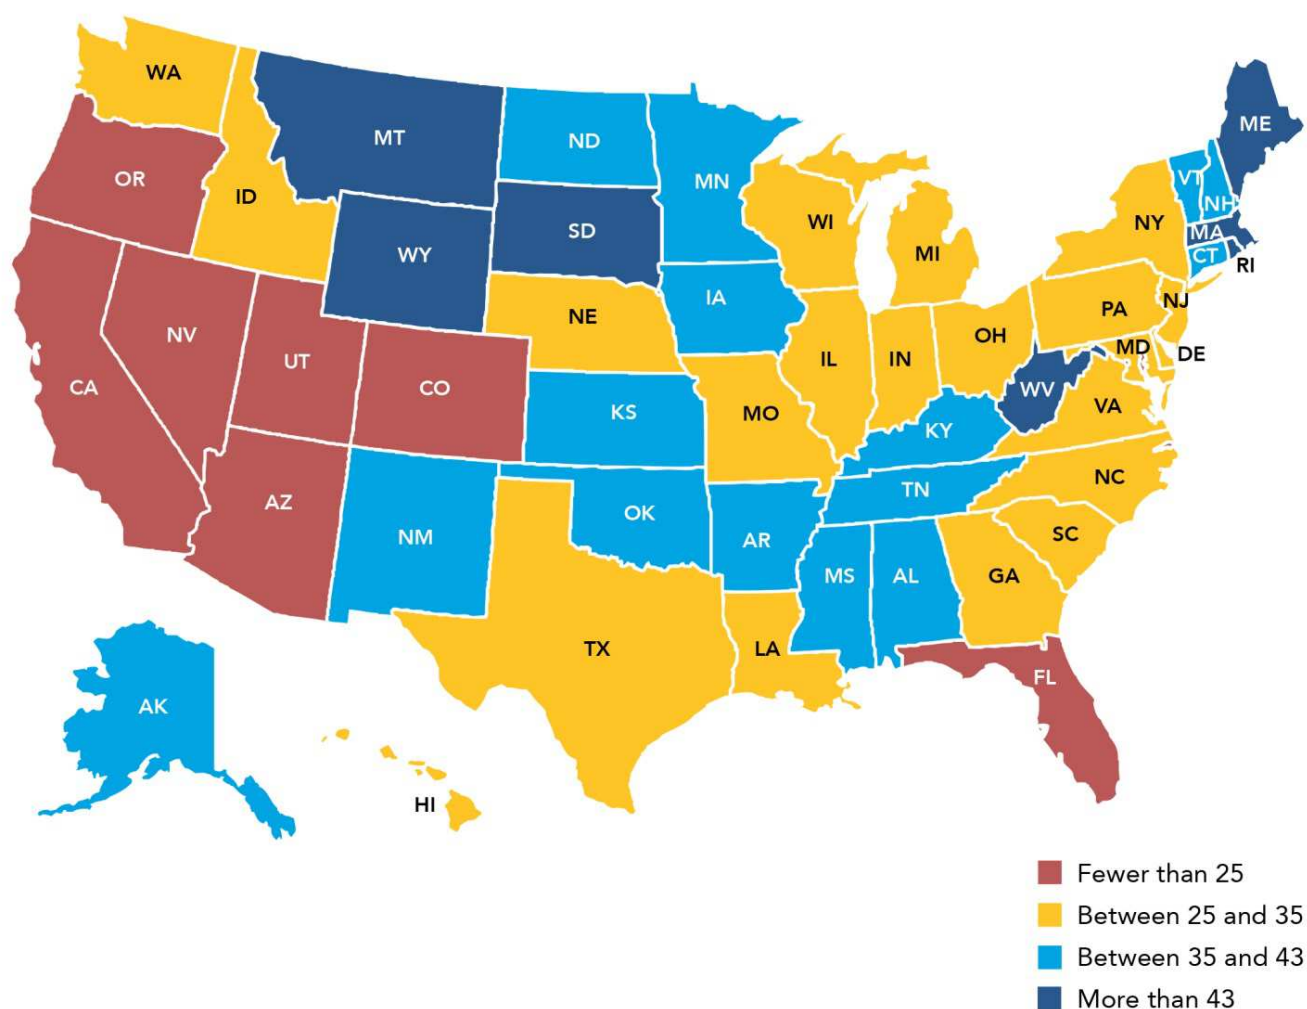 WA
MT
ND
MN
ME
OR
ID
SD
WI
MI
NY
VT
NH
MA
CT
RI
WY
IA
NE
PA
NJ
NV
UT
CO
IL
IN
OH
MD
DE
CA
KS
MO
WV
VA
KY
AZ
NM
OK
AR
TN
NC
SC
MS
AL
GA
TX
LA
FL
AK
HI
Fewer than 25
Between 25 and 35
Between 35 and 43
More than 43